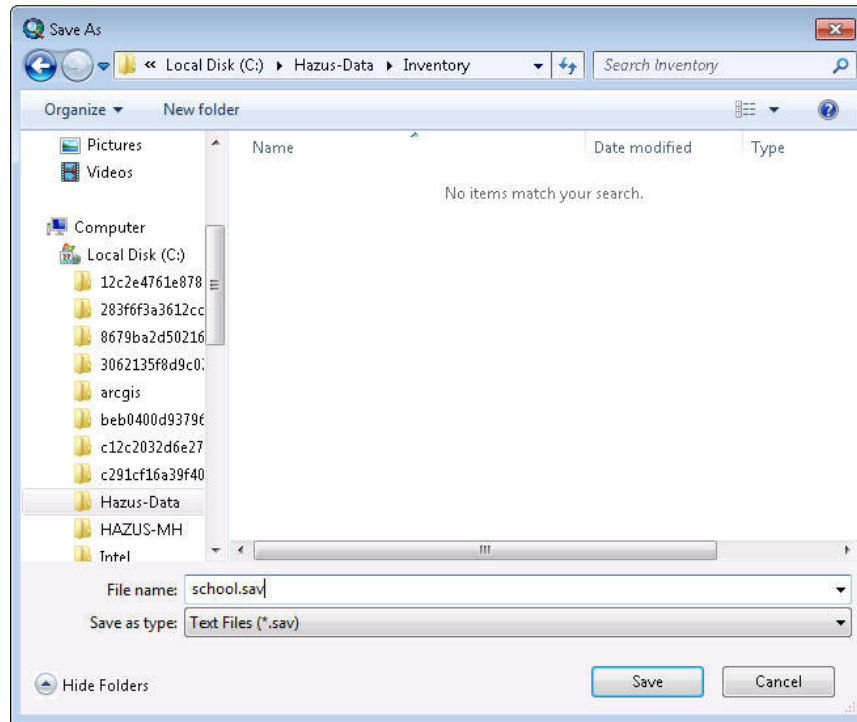 Save As
« Local Disk (C:) Hazus-Data Inventory Search Inventory
Organize New folder
Name Date modified Type
No items match your search.
Pictures
Videos
Computer
Local Disk (C:)
12c2e4761e878
283f6f3a3612cc
8679ba2d50216
3062135f8d9c02
arcgis
beb0400d93796
c12c2032d6e27
c291cf16a39f40
Hazus-Data
HAZUS-MH
Intel
File name: school.sav
Save as type: Text Files (*.sav)
Hide Folders Save Cancel